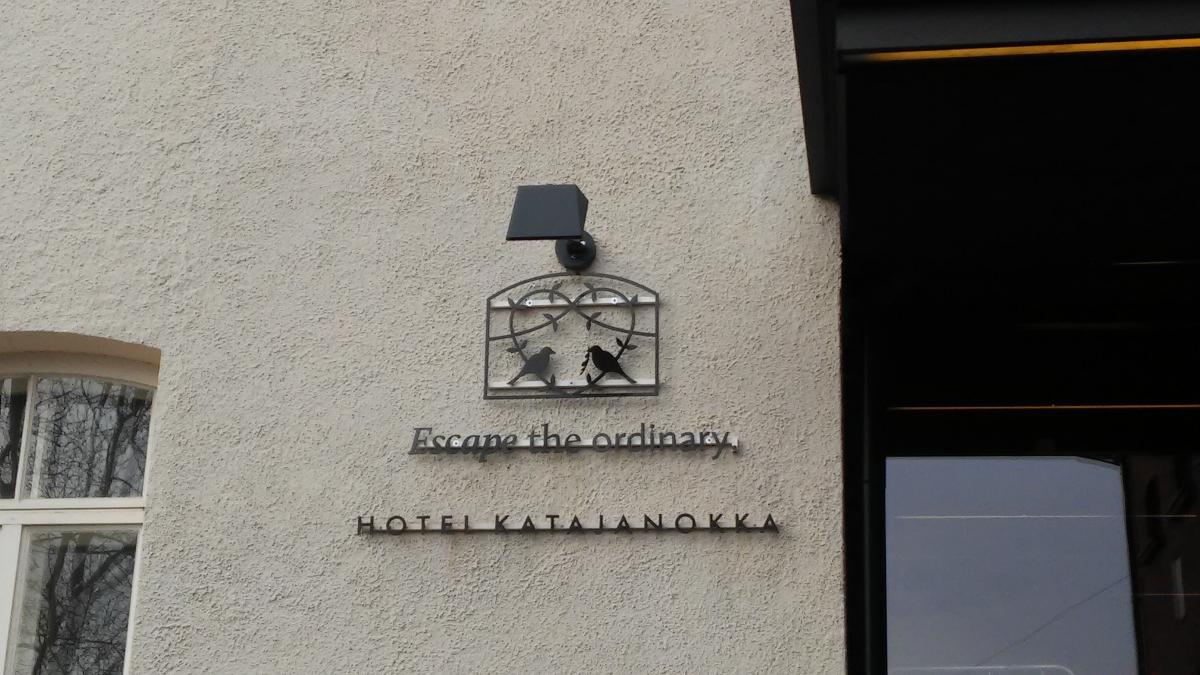 Escape the ordinary.
HOTEL KATAJANOKKA